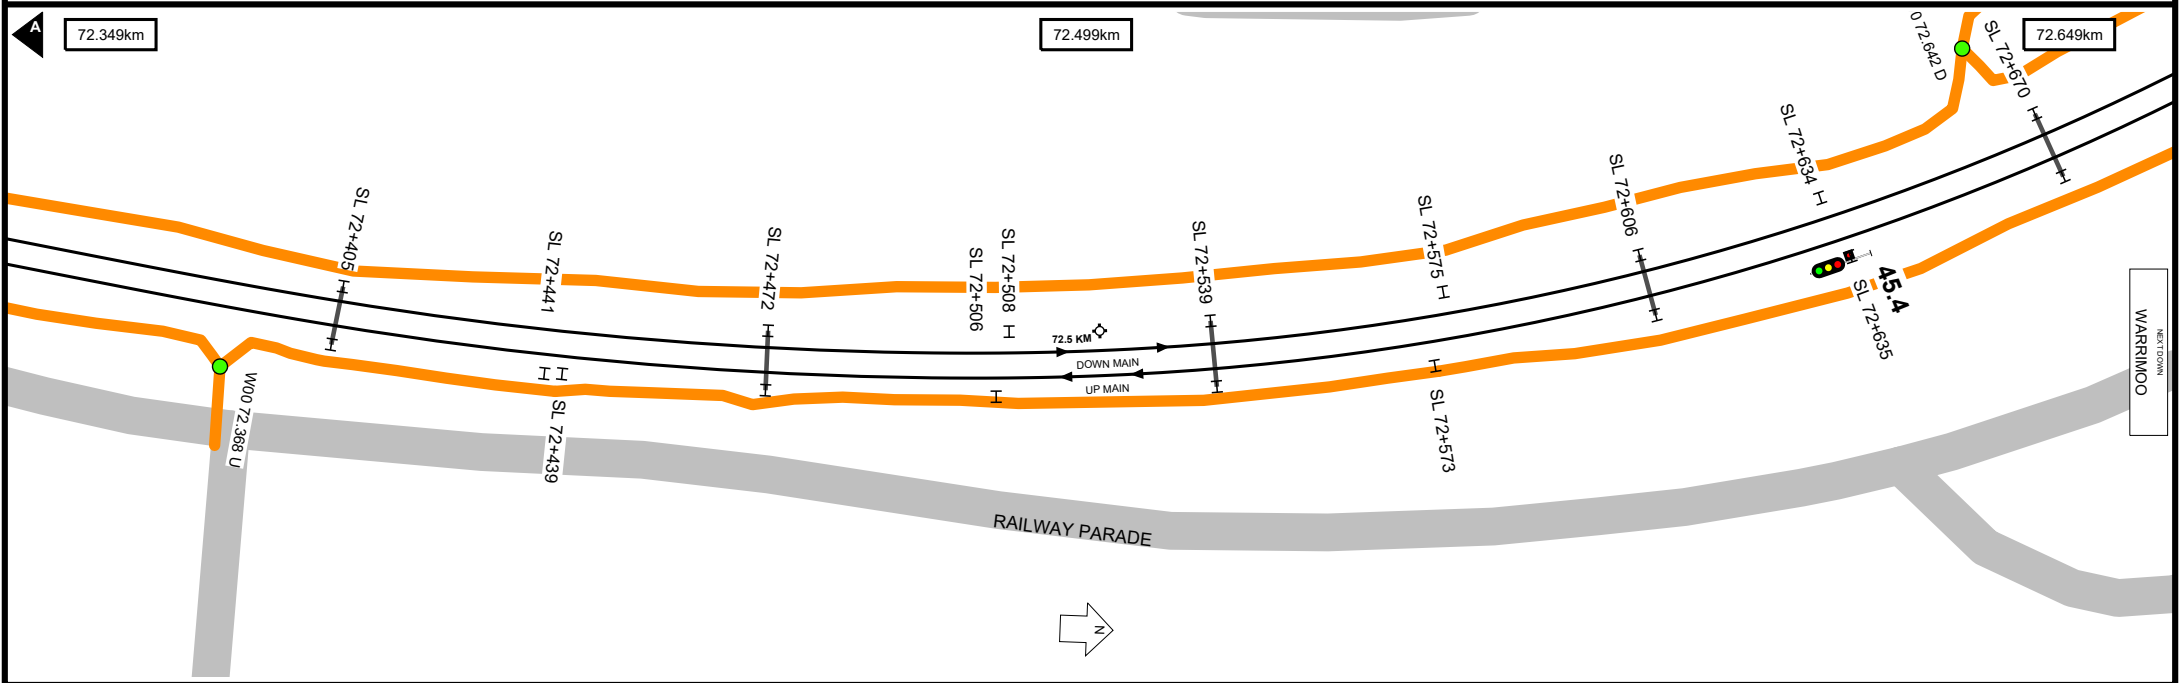 A
72.349km
72.499km
72.649km
0 72.642 D
SL 72+670
SL 72+634
SL 72+606
SL 72+575
SL 72+539
SL 72+508
SL 72+506
SL 72+472
SL 72+441
SL 72+405
72.5 KM
DOWN MAIN
UP MAIN
45.4
SL 72+635
SL 72+573
SL 72+439
W00 72.368 U
NEXT DOWN
WARRIMOO
RAILWAY PARADE
N